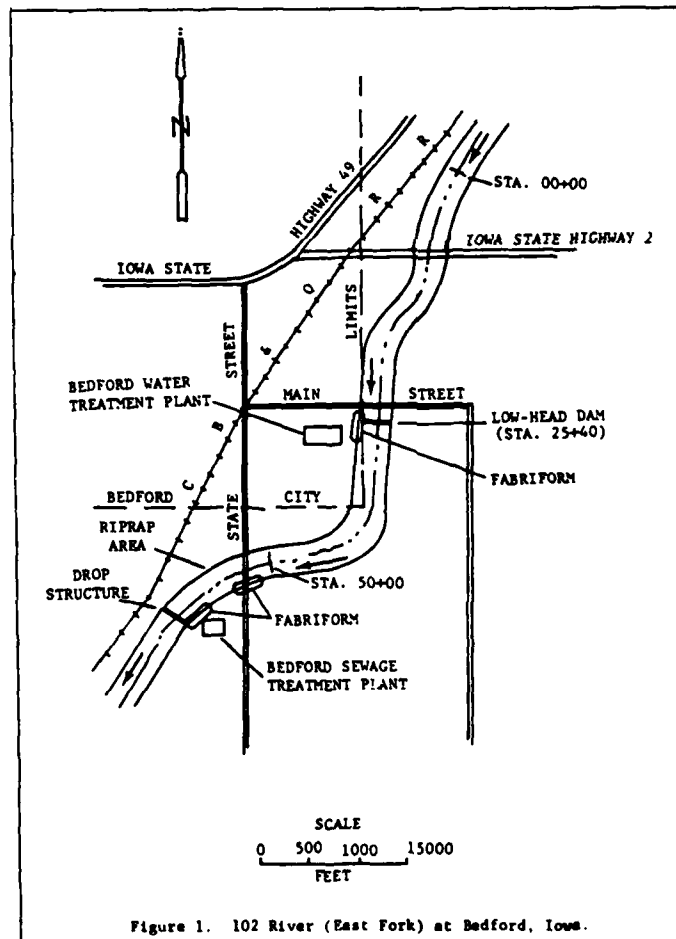 N
HIGHWAY 49
R R
STA. 00+00
IOWA STATE HIGHWAY 2
IOWA STATE
LIMITS
STREET
C B & Q
BEDFORD WATER
TREATMENT PLANT
MAIN STREET
LOW-HEAD DAM
(STA. 25+40)
FABRIFORM
BEDFORD CITY
STATE
RIPRAP
AREA
DROP
STRUCTURE
STA. 50+00
FABRIFORM
BEDFORD SEWAGE
TREATMENT PLANT
SCALE
0 500 1000 15000
FEET
Figure 1. 102 River (East Fork) at Bedford, Iowa.